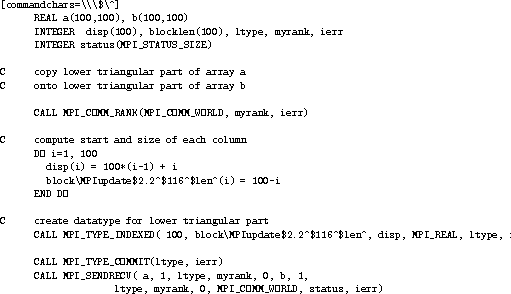 [commandchars=\\\$\^]
REAL a(100,100), b(100,100)
INTEGER disp(100), blocklen(100), ltype, myrank, ierr
INTEGER status(MPI_STATUS_SIZE)
C copy lower triangular part of array a
C onto lower triangular part of array b
CALL MPI_COMM_RANK(MPI_COMM_WORLD, myrank, ierr)
C compute start and size of each column
DO i=1, 100
disp(i) = 100*(i-1) + i
block\MPIupdate$2.2^$116^$len^(i) = 100-i
END DO
C create datatype for lower triangular part
CALL MPI_TYPE_INDEXED( 100, block\MPIupdate$2.2^$116^$len^, disp, MPI_REAL, ltype,
CALL MPI_TYPE_COMMIT(ltype, ierr)
CALL MPI_SENDRECV( a, 1, ltype, myrank, 0, b, 1,
ltype, myrank, 0, MPI_COMM_WORLD, status, ierr)